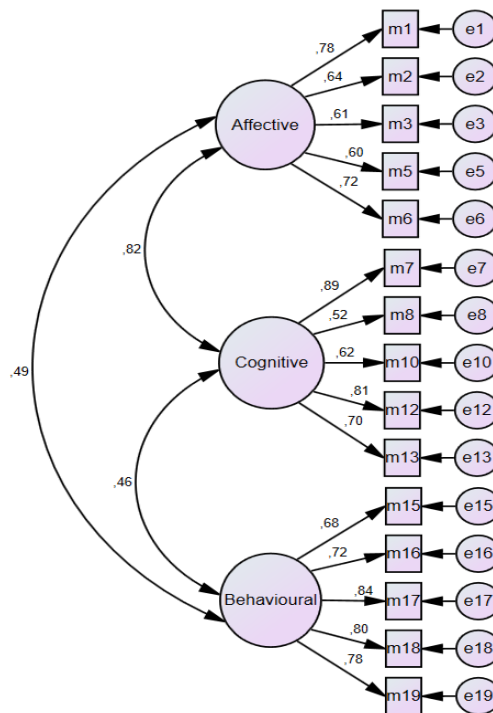 m1 e1
,78
m2 e2
,64
Affective ,61 m3 e3
,60
m5 e5
,72
m6 e6
,82
m7 e7
,89
m8 e8
,52
,49
Cognitive ,62 m10 e10
,81
m12 e12
,70
m13 e13
,46
m15 e15
,68
m16 e16
,72
Behavioural ,84 m17 e17
,80
m18 e18
,78
m19 e19